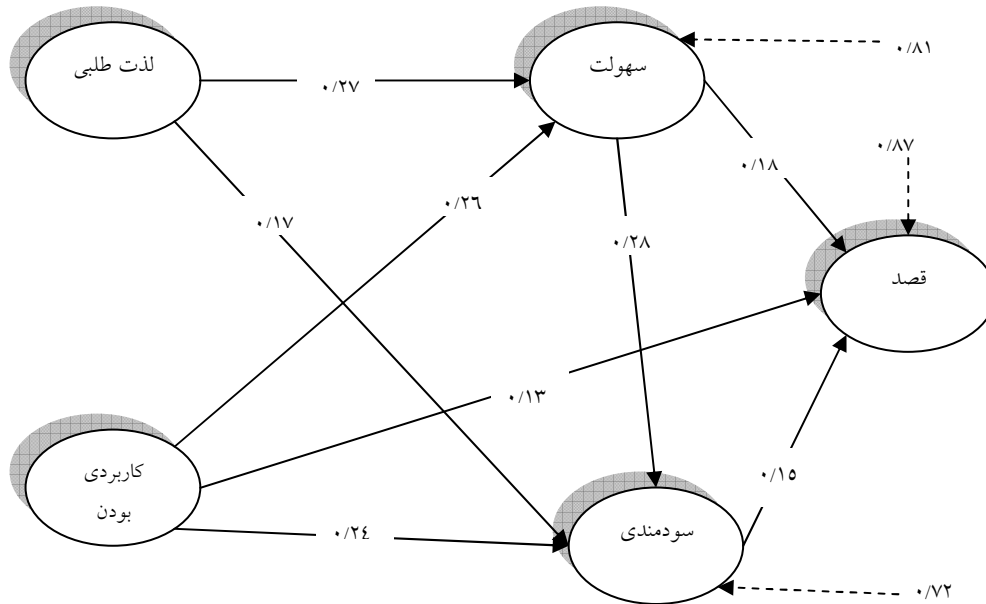 لذت طلبی
سهولت
۰/۸۱
۰/۲۷
۰/۸۷
۰/۱۸
۰/۲۶
۰/۱۷
۰/۲۸
قصد
۰/۱۳
کاربردی
بودن
۰/۱۵
۰/۲٤
سودمندی
۰/۷۲